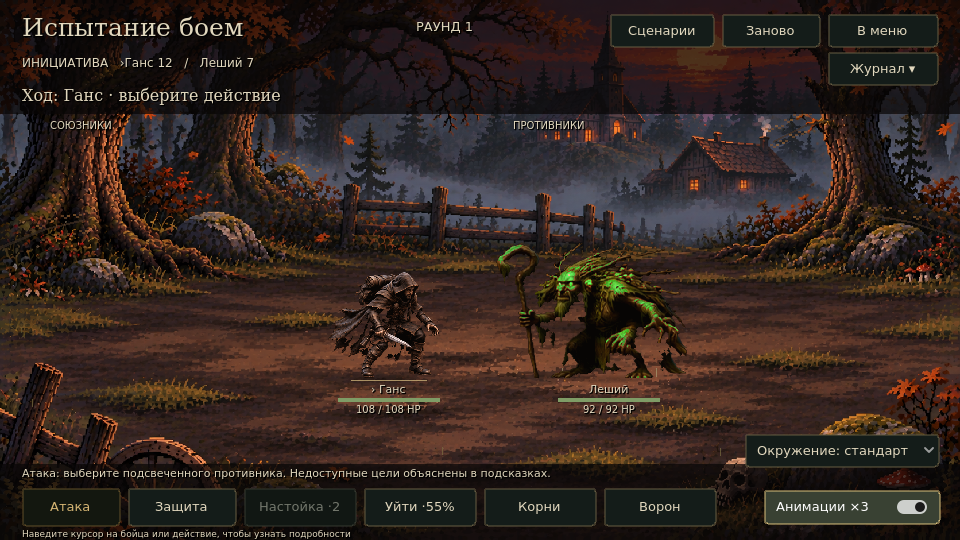 Испытание боем
РАУНД 1
Сценарии
Заново
В меню
ИНИЦИАТИВА ›Ганс 12 / Леший 7
Журнал ▾
Ход: Ганс · выберите действие
СОЮЗНИКИ
ПРОТИВНИКИ
› Ганс
108 / 108 HP
Леший
92 / 92 HP
Окружение: стандарт
Атака: выберите подсвеченного противника. Недоступные цели объяснены в подсказках.
Атака
Защита
Настойка ·2
Уйти ·55%
Корни
Ворон
Анимации ×3
Наведите курсор на бойца или действие, чтобы узнать подробности